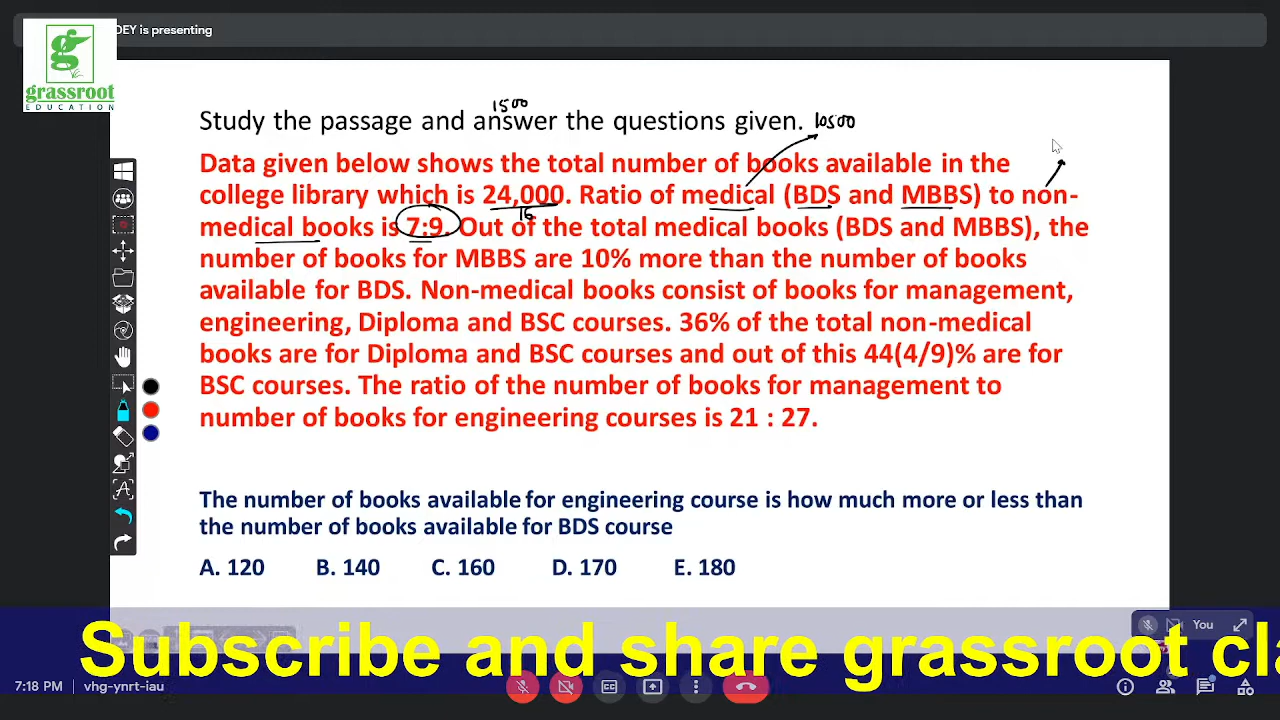 DEY is presenting
g
grassroot
EDUCATION
1500
Study the passage and answer the questions given. 10500
Data given below shows the total number of books available in the
college library which is 24,000. Ratio of medical (BDS and MBBS) to non-
16
medical books is 7:9. Out of the total medical books (BDS and MBBS), the
number of books for MBBS are 10% more than the number of books
available for BDS. Non-medical books consist of books for management,
engineering, Diploma and BSC courses. 36% of the total non-medical
books are for Diploma and BSC courses and out of this 44(4/9)% are for
BSC courses. The ratio of the number of books for management to
number of books for engineering courses is 21 : 27.
The number of books available for engineering course is how much more or less than
the number of books available for BDS course
A. 120 B. 140 C. 160 D. 170 E. 180
You
Subscribe and share grassroot cla
7:18 PM | vhg-ynrt-iau